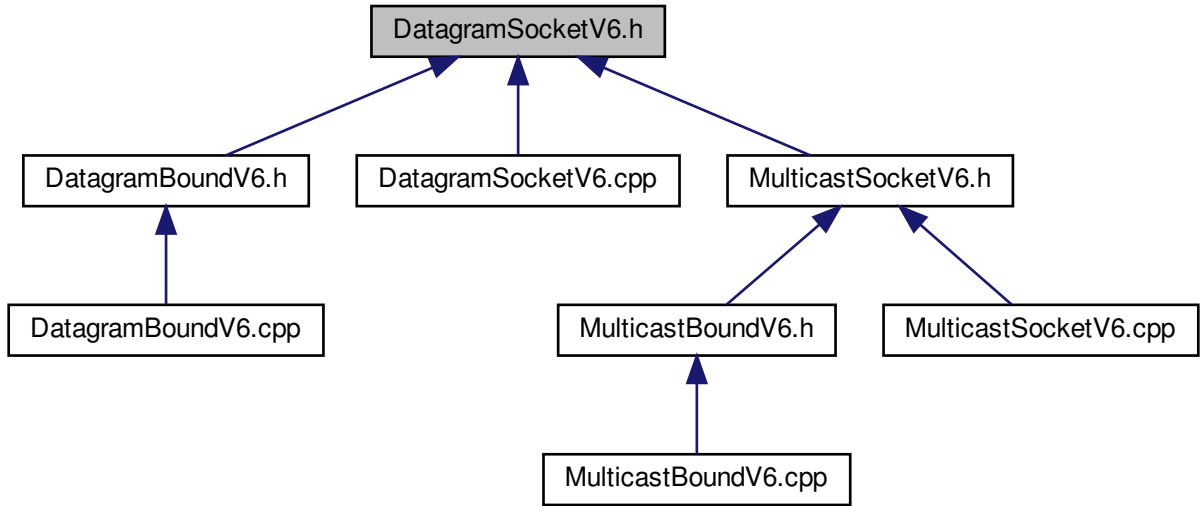 DatagramSocketV6.h
DatagramBoundV6.h
DatagramSocketV6.cpp
MulticastSocketV6.h
DatagramBoundV6.cpp
MulticastBoundV6.h
MulticastSocketV6.cpp
MulticastBoundV6.cpp